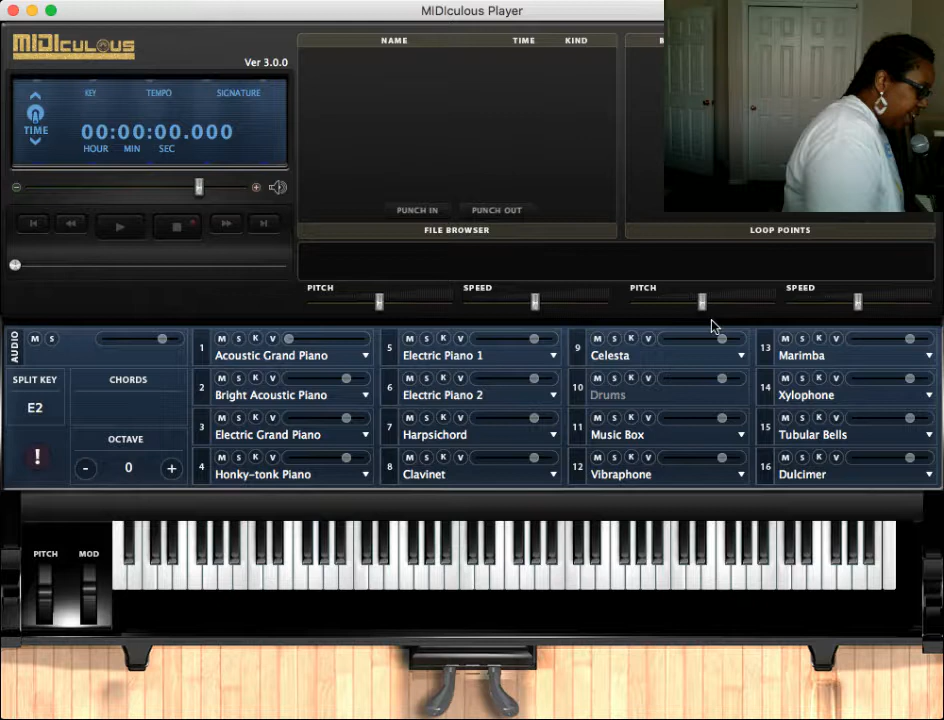 MIDIculous Player
MIDIculous
Ver 3.0.0
NAME TIME KIND
KEY TEMPO SIGNATURE
TIME
00:00:00.000
HOUR MIN SEC
PUNCH IN PUNCH OUT
FILE BROWSER
LOOP POINTS
PITCH SPEED PITCH SPEED
AUDIO
M S
SPLIT KEY
E2
!
CHORDS
OCTAVE
- 0 +
1 M S K V
Acoustic Grand Piano
2 M S K V
Bright Acoustic Piano
3 M S K V
Electric Grand Piano
4 M S K V
Honky-tonk Piano
5 M S K V
Electric Piano 1
6 M S K V
Electric Piano 2
7 M S K V
Harpsichord
8 M S K V
Clavinet
9 M S K V
Celesta
10 M S K V
Drums
11 M S K V
Music Box
12 M S K V
Vibraphone
13 M S K V
Marimba
14 M S K V
Xylophone
15 M S K V
Tubular Bells
16 M S K V
Dulcimer
PITCH MOD